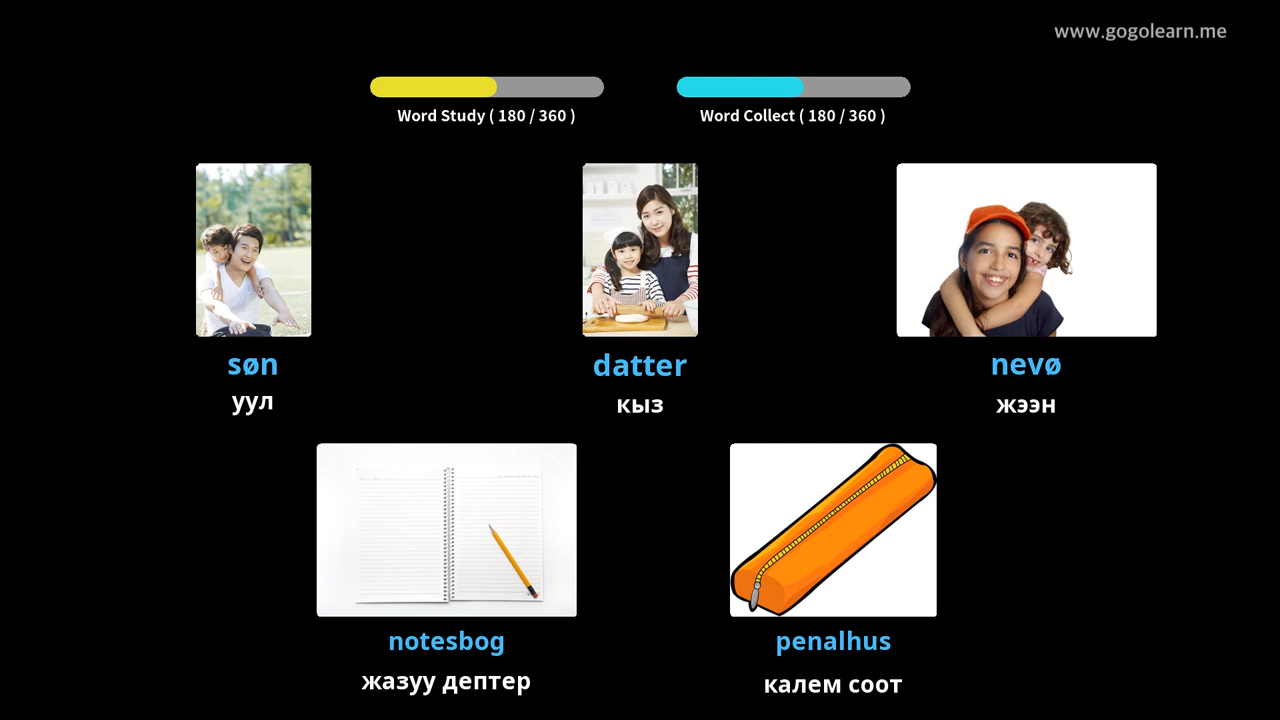 www.gogolearn.me
Word Study ( 180 / 360 )
Word Collect ( 180 / 360 )
søn
datter
nevø
уул
кыз
жээн
notesbog
penalhus
жазуу дептер
калем соот